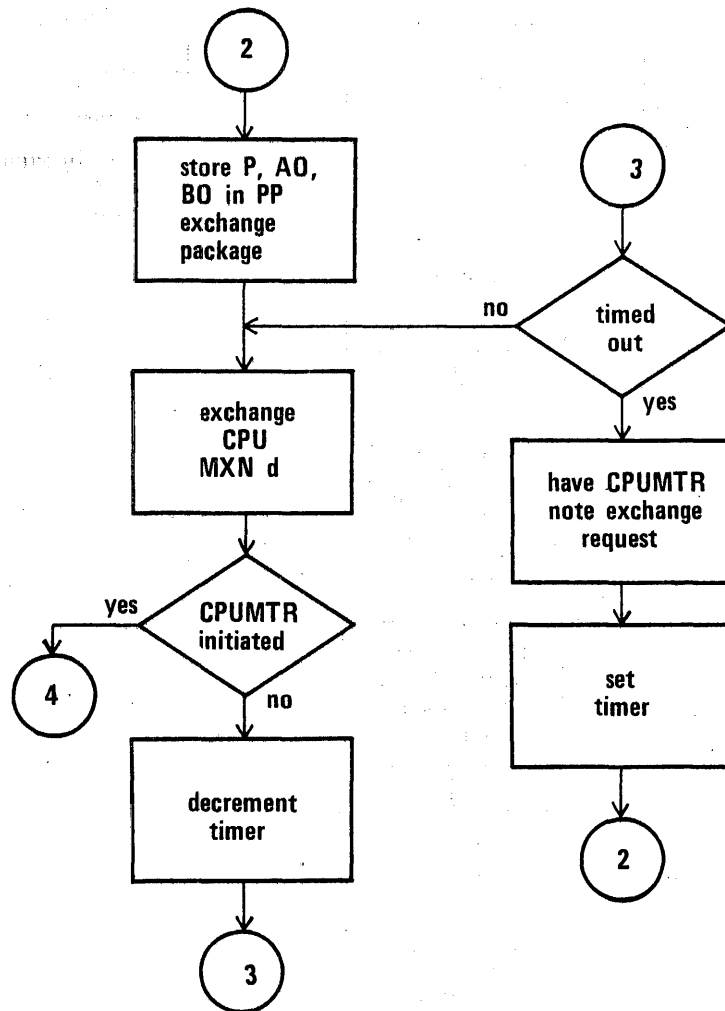 2
store P, AO,
BO in PP
exchange
package
3
timed
out
no
yes
exchange
CPU
MXN d
have CPUMTR
note exchange
request
CPUMTR
initiated
yes
no
4
set
timer
decrement
timer
2
3